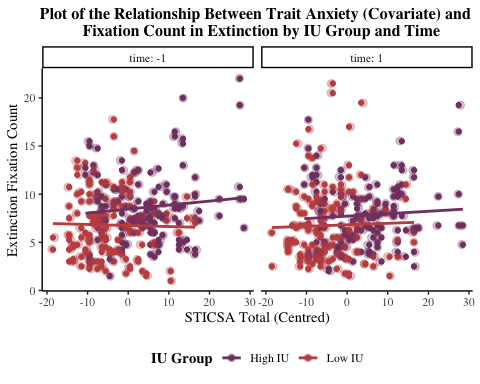 Plot of the Relationship Between Trait Anxiety (Covariate) and
Fixation Count in Extinction by IU Group and Time
time: -1
time: 1
Extinction Fixation Count
20
15
10
5
0
-20 -10 0 10 20 30
-20 -10 0 10 20 30
STICSA Total (Centred)
IU Group High IU Low IU